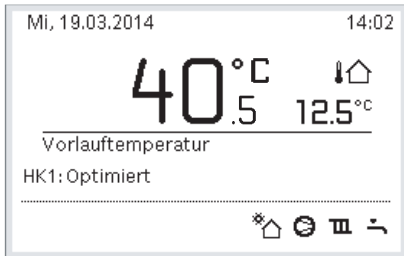 Mi, 19.03.2014 14:02
40.5 °C
12.5°C
Vorlauftemperatur
HK1: Optimiert